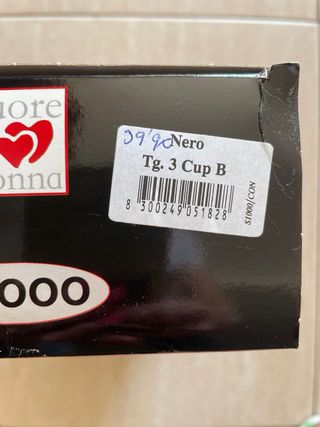 uore
onna
39,90
Nero
Tg. 3 Cup B
8 300249 051828
S1000/CON
000